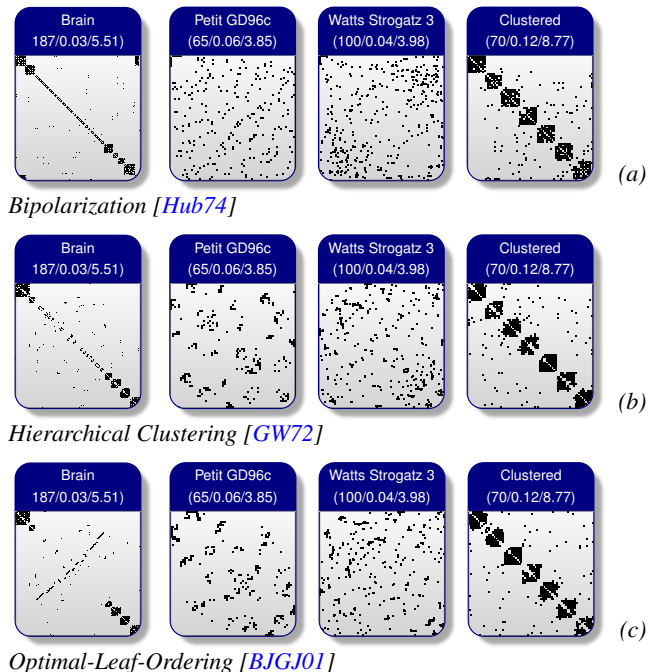 Brain Petit GD96c Watts Strogatz 3 Clustered
187/0.03/5.51) (65/0.06/3.85) (100/0.04/3.98) (70/0.12/8.77)
(a)
Bipolarization [Hub74]
Brain Petit GD96c Watts Strogatz 3 Clustered
187/0.03/5.51) (65/0.06/3.85) (100/0.04/3.98) (70/0.12/8.77)
(b)
Hierarchical Clustering [GW72]
Brain Petit GD96c Watts Strogatz 3 Clustered
187/0.03/5.51) (65/0.06/3.85) (100/0.04/3.98) (70/0.12/8.77)
(c)
Optimal-Leaf-Ordering [BJGJ01]